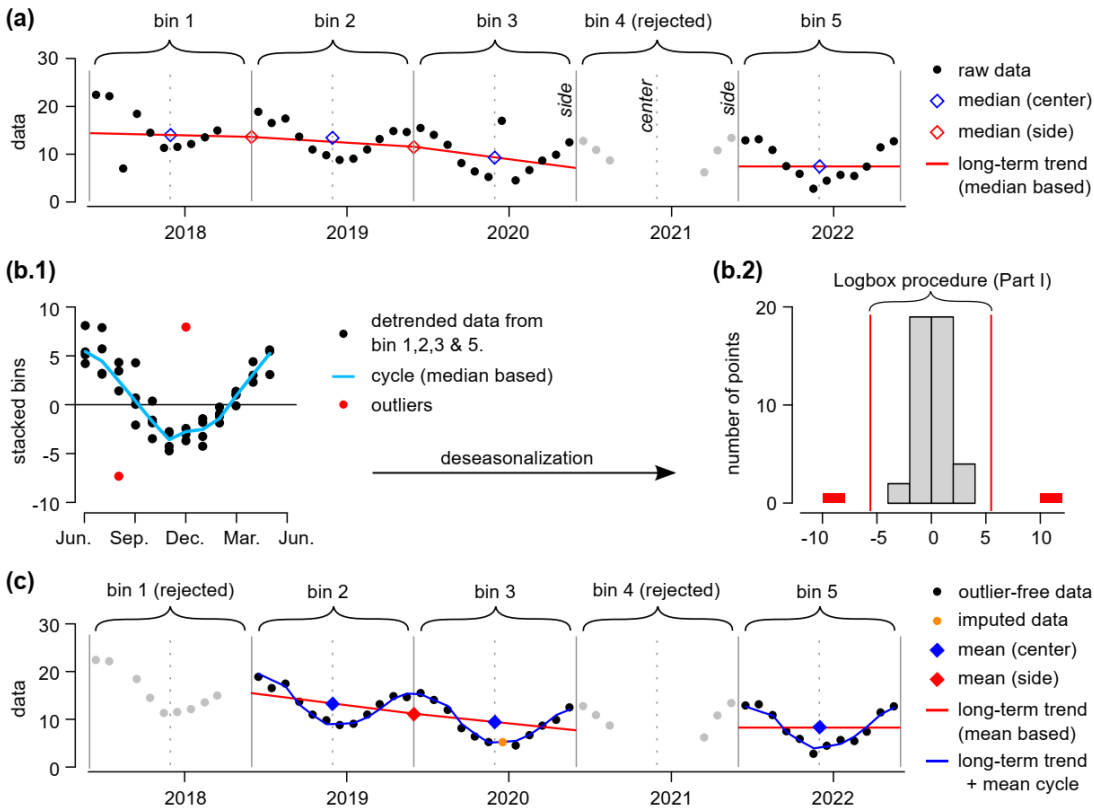 (a)
bin 1 bin 2 bin 3 bin 4 (rejected) bin 5
30
20
10
0
data
side center side
2018 2019 2020 2021 2022
raw data
median (center)
median (side)
long-term trend
(median based)
(b.1)
10
5
0
-5
-10
stacked bins
Jun. Sep. Dec. Mar. Jun.
detrended data from
bin 1,2,3 & 5.
cycle (median based)
outliers
deseasonalization
(b.2)
Logbox procedure (Part I)
20
10
0
number of points
-10 -5 0 5 10
(c)
bin 1 (rejected) bin 2 bin 3 bin 4 (rejected) bin 5
30
20
10
0
data
2018 2019 2020 2021 2022
outlier-free data
imputed data
mean (center)
mean (side)
long-term trend
(mean based)
long-term trend
+ mean cycle